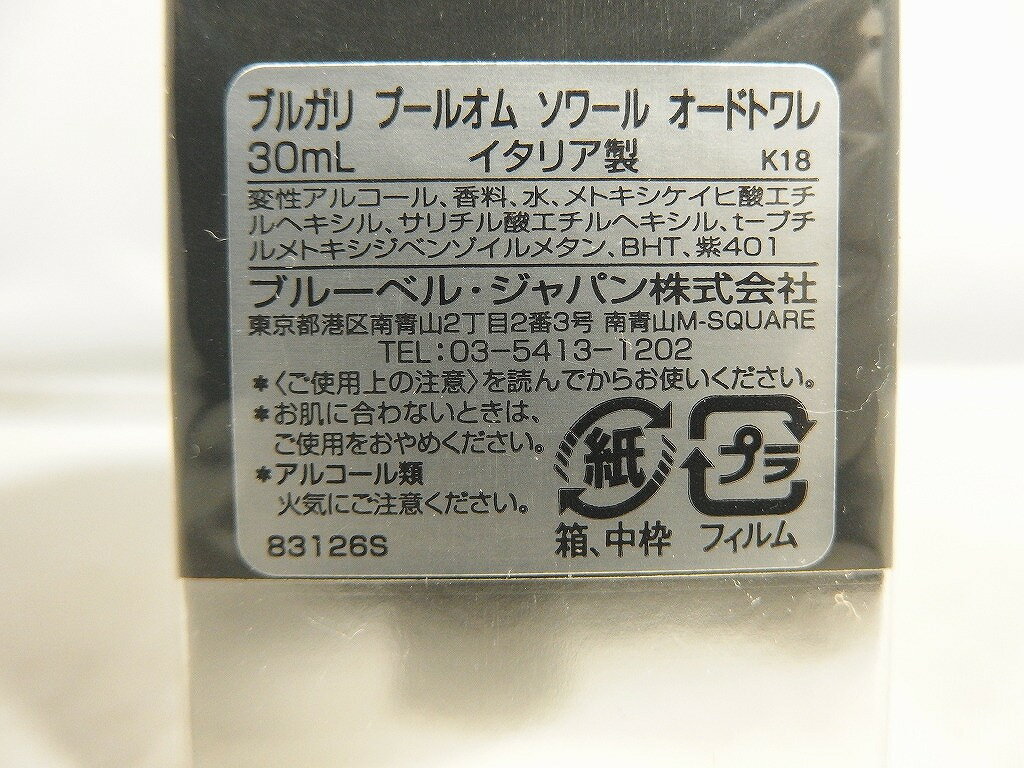 ブルガリ プールオム ソワール オードトワレ
30mL イタリア製 K18
変性アルコール、香料、水、メトキシケイヒ酸エチ
ルヘキシル、サリチル酸エチルヘキシル、t−ブチ
ルメトキシジベンゾイルメタン、BHT、紫401
ブルーベル・ジャパン株式会社
東京都港区南青山2丁目2番3号 南青山M-SQUARE
TEL:03−5413−1202
*〈ご使用上の注意〉を読んでからお使いください。
*お肌に合わないときは、
ご使用をおやめください。
*アルコール類
火気にご注意ください。
83126S
紙
箱、中枠
プラ
フィルム